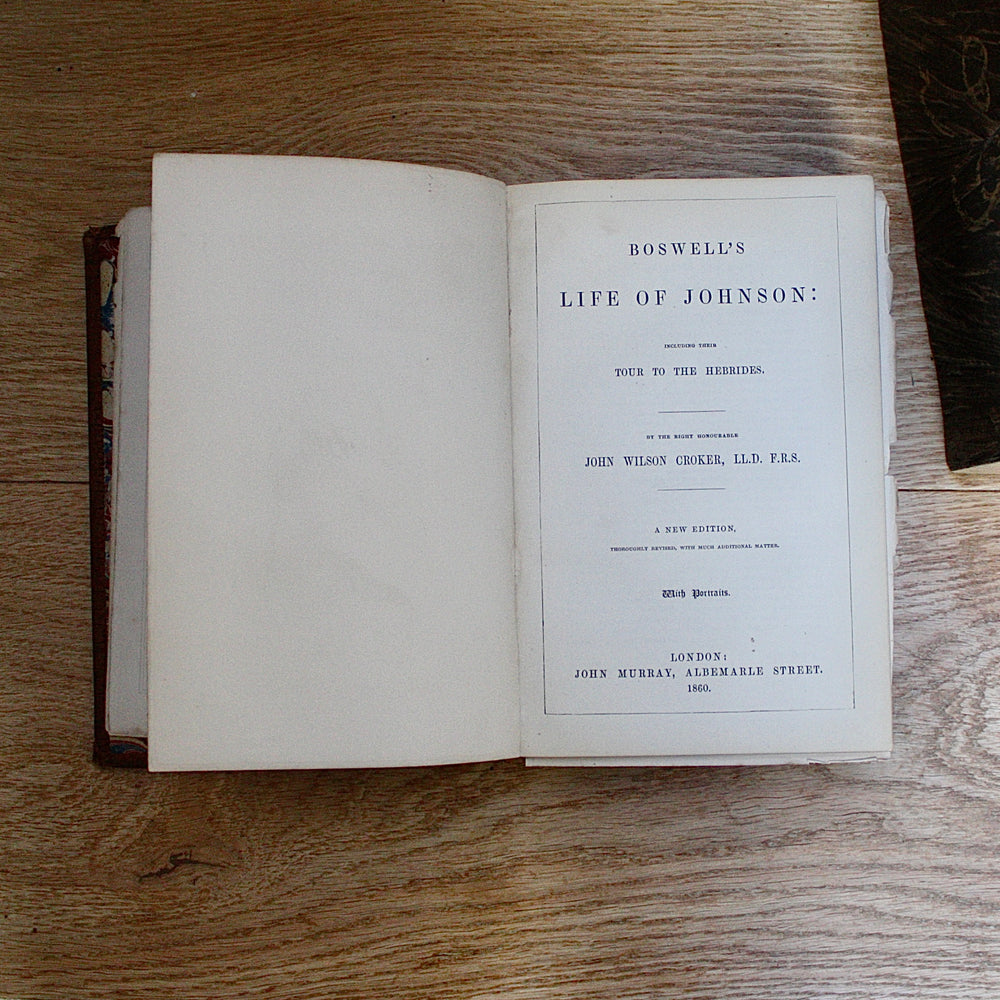 BOSWELL'S
LIFE OF JOHNSON:
INCLUDING THEIR
TOUR TO THE HEBRIDES.
BY THE RIGHT HONOURABLE
JOHN WILSON CROKER, LL.D. F.R.S.
A NEW EDITION,
THOROUGHLY REVISED, WITH MUCH ADDITIONAL MATTER.
With Portraits.
LONDON:
JOHN MURRAY, ALBEMARLE STREET.
1860.